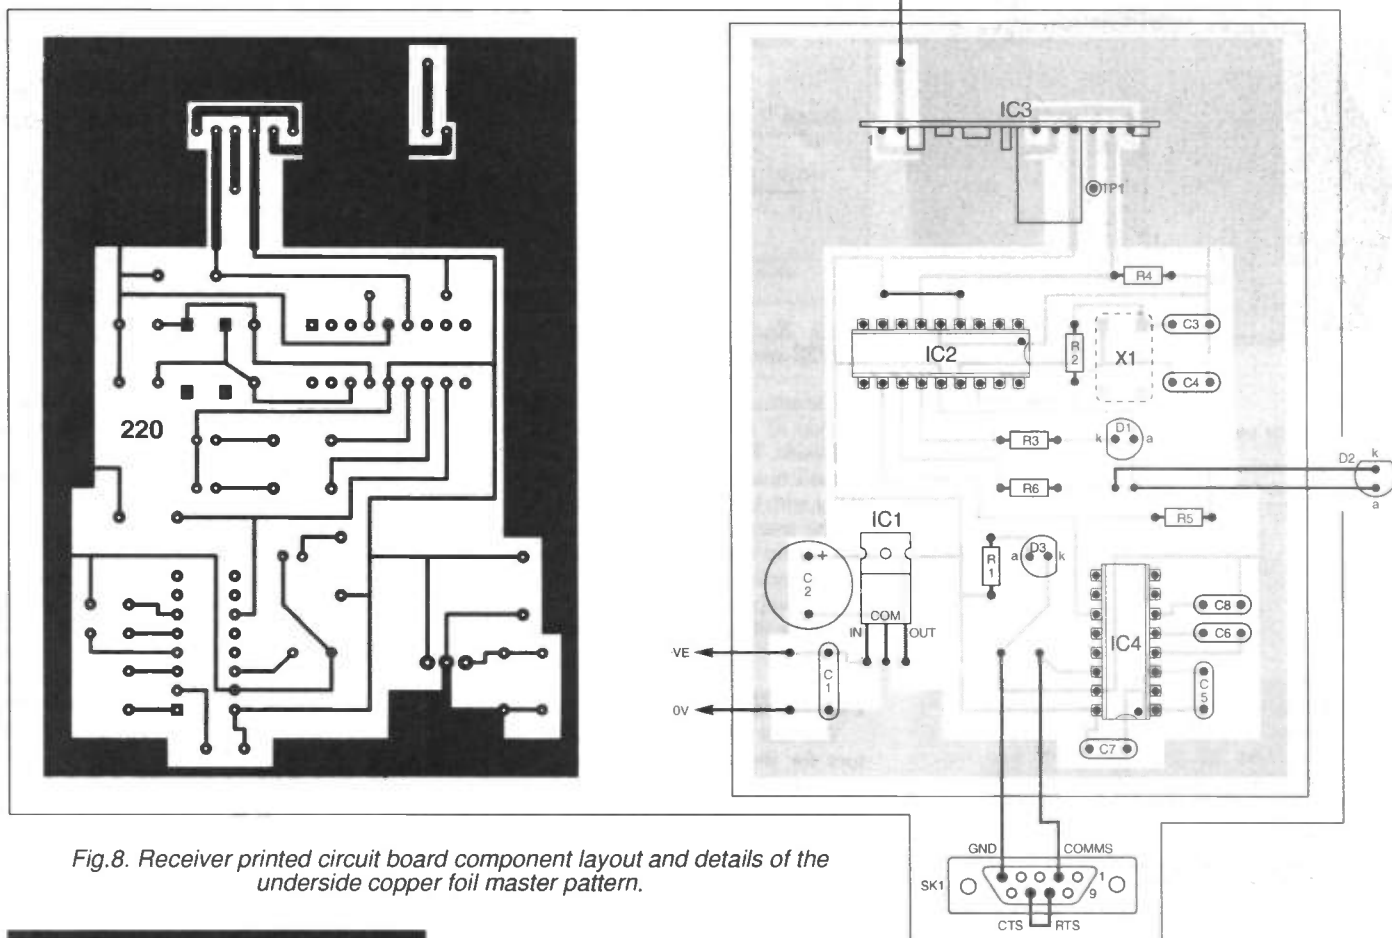 IC3
1
TP1
R4
C3
IC2
R
2
X1
C4
220
D1
k
a
R3
D2
k
a
R6
R5
IC1
+
C
2
R
1
D3
a
k
COM
IN
OUT
C8
C6
IC4
-VE
C
1
C
5
0V
C7
GND
COMMS
SK1
1
9
CTS
RTS
Fig.8. Receiver printed circuit board component layout and details of the
underside copper foil master pattern.